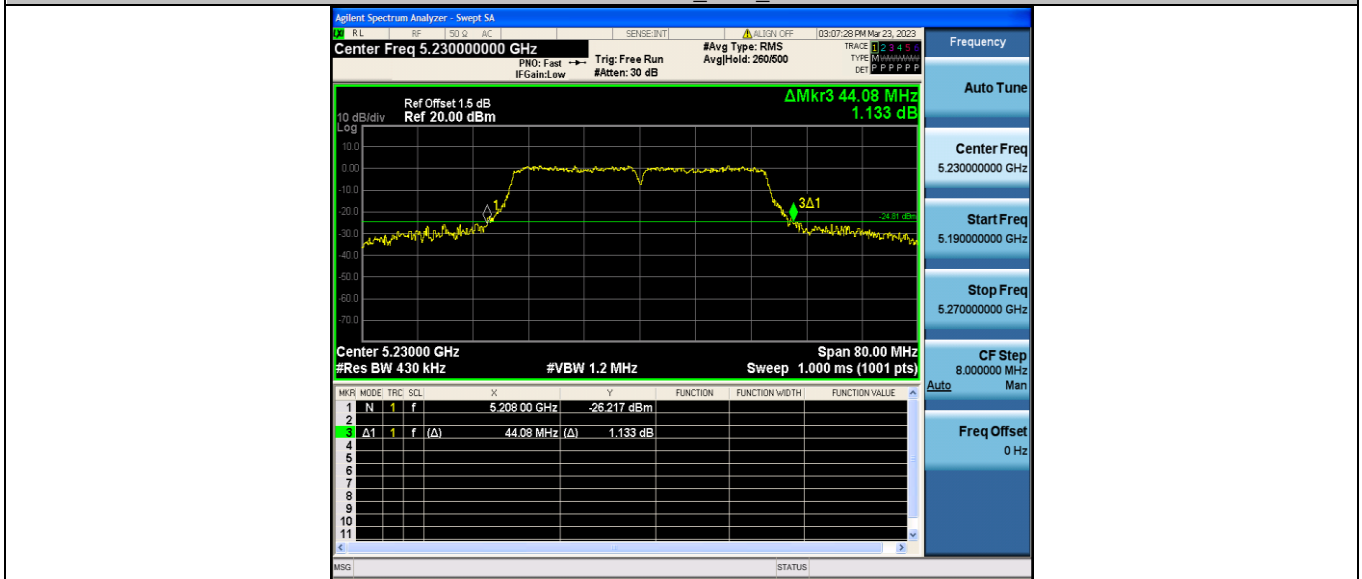 Agilent Spectrum Analyzer - Swept SA
RL RF 50 Ω AC SENSE:INT ALIGN OFF 03:07:28 PM Mar 23, 2023
Center Freq 5.230000000 GHz
PNO: Fast
IFGain:Low
Trig: Free Run
#Atten: 30 dB
#Avg Type: RMS
Avg|Hold: 260/500
TRACE 1 2 3 4 5 6
TYPE M
DET P P P P P P
ΔMkr3 44.08 MHz
1.133 dB
Ref Offset 1.5 dB
10 dB/div Ref 20.00 dBm
Log
10.0
0.00
-10.0
-20.0
-30.0
-40.0
-50.0
-60.0
-70.0
1
3Δ1
Center 5.23000 GHz Span 80.00 MHz
#Res BW 430 kHz #VBW 1.2 MHz Sweep 1.000 ms (1001 pts)
MKR MODE TRC SCL X Y FUNCTION FUNCTION WIDTH FUNCTION VALUE
1 N 1 f 5.208 00 GHz -26.217 dBm
2
3 Δ1 1 f (Δ) 44.08 MHz (Δ) 1.133 dB
4
5
6
7
8
9
10
11
MSG STATUS
Frequency
Auto Tune
Center Freq
5.230000000 GHz
Start Freq
5.190000000 GHz
Stop Freq
5.270000000 GHz
CF Step
8.000000 MHz
Auto Man
Freq Offset
0 Hz